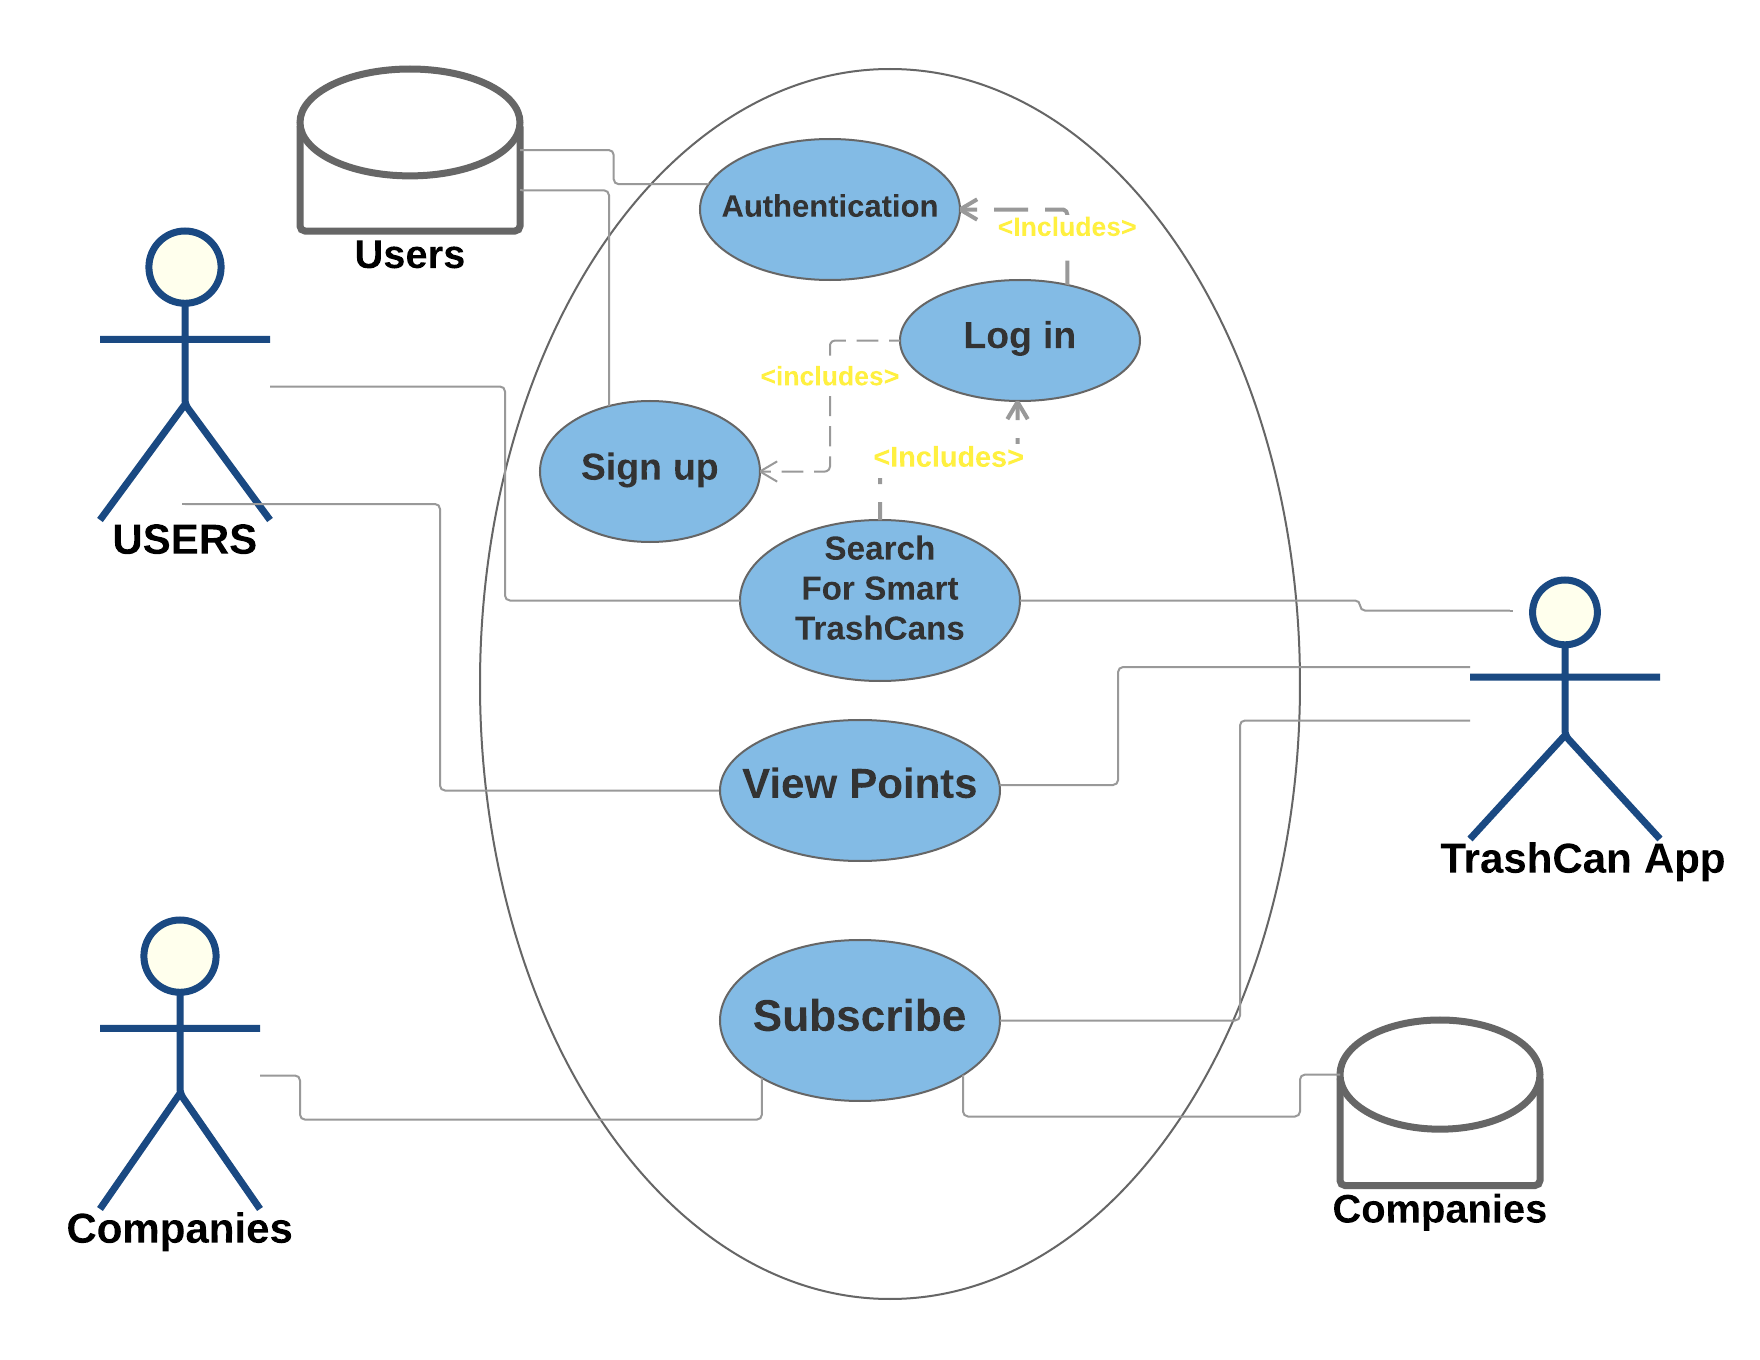 Users
Authentication
<Includes>
Log in
<includes>
Sign up
<Includes>
USERS
Search
For Smart
TrashCans
View Points
TrashCan App
Subscribe
Companies
Companies